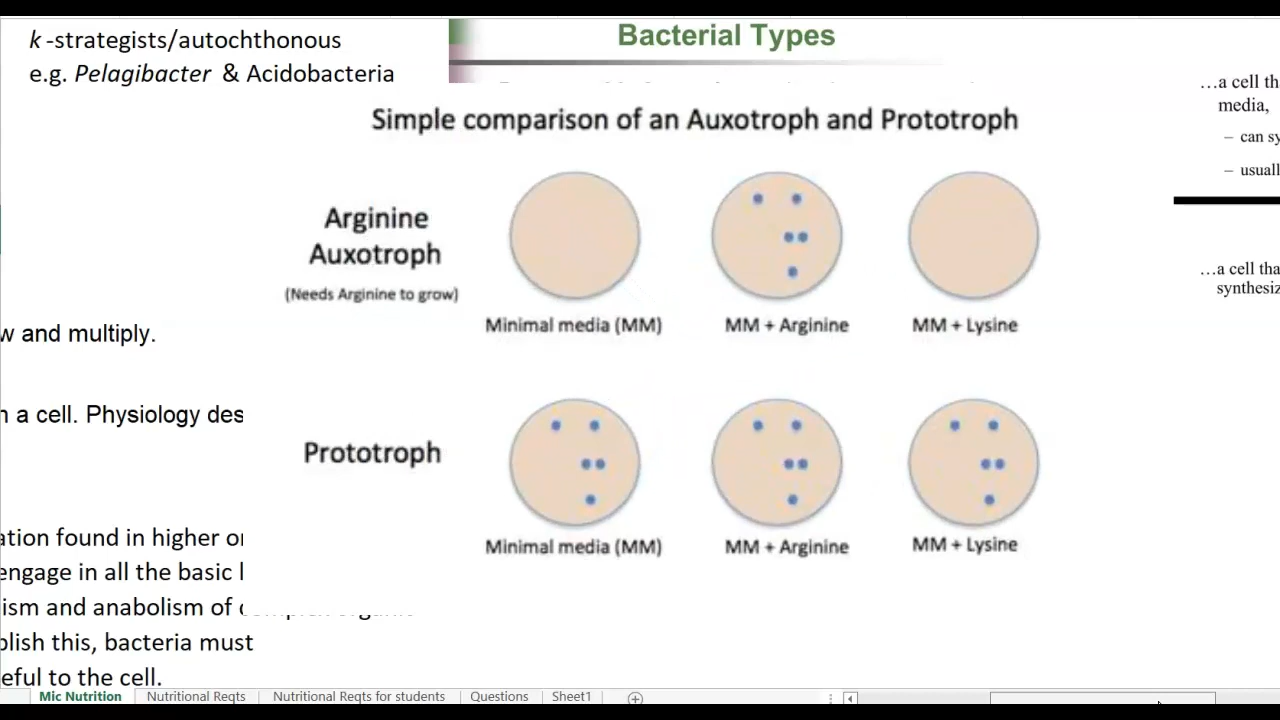 k -strategists/autochthonous
e.g. Pelagibacter & Acidobacteria
Bacterial Types
Simple comparison of an Auxotroph and Prototroph
Arginine
Auxotroph
(Needs Arginine to grow)
Minimal media (MM)
MM + Arginine
MM + Lysine
Prototroph
Minimal media (MM)
MM + Arginine
MM + Lysine
w and multiply.
n a cell. Physiology des
ation found in higher or
engage in all the basic l
ism and anabolism of
plish this, bacteria must
eful to the cell.
...a cell tha
media,
– can sy
– usuall
...a cell tha
synthesiz
Mic Nutrition
Nutritional Reqts
Nutritional Reqts for students
Questions
Sheet1